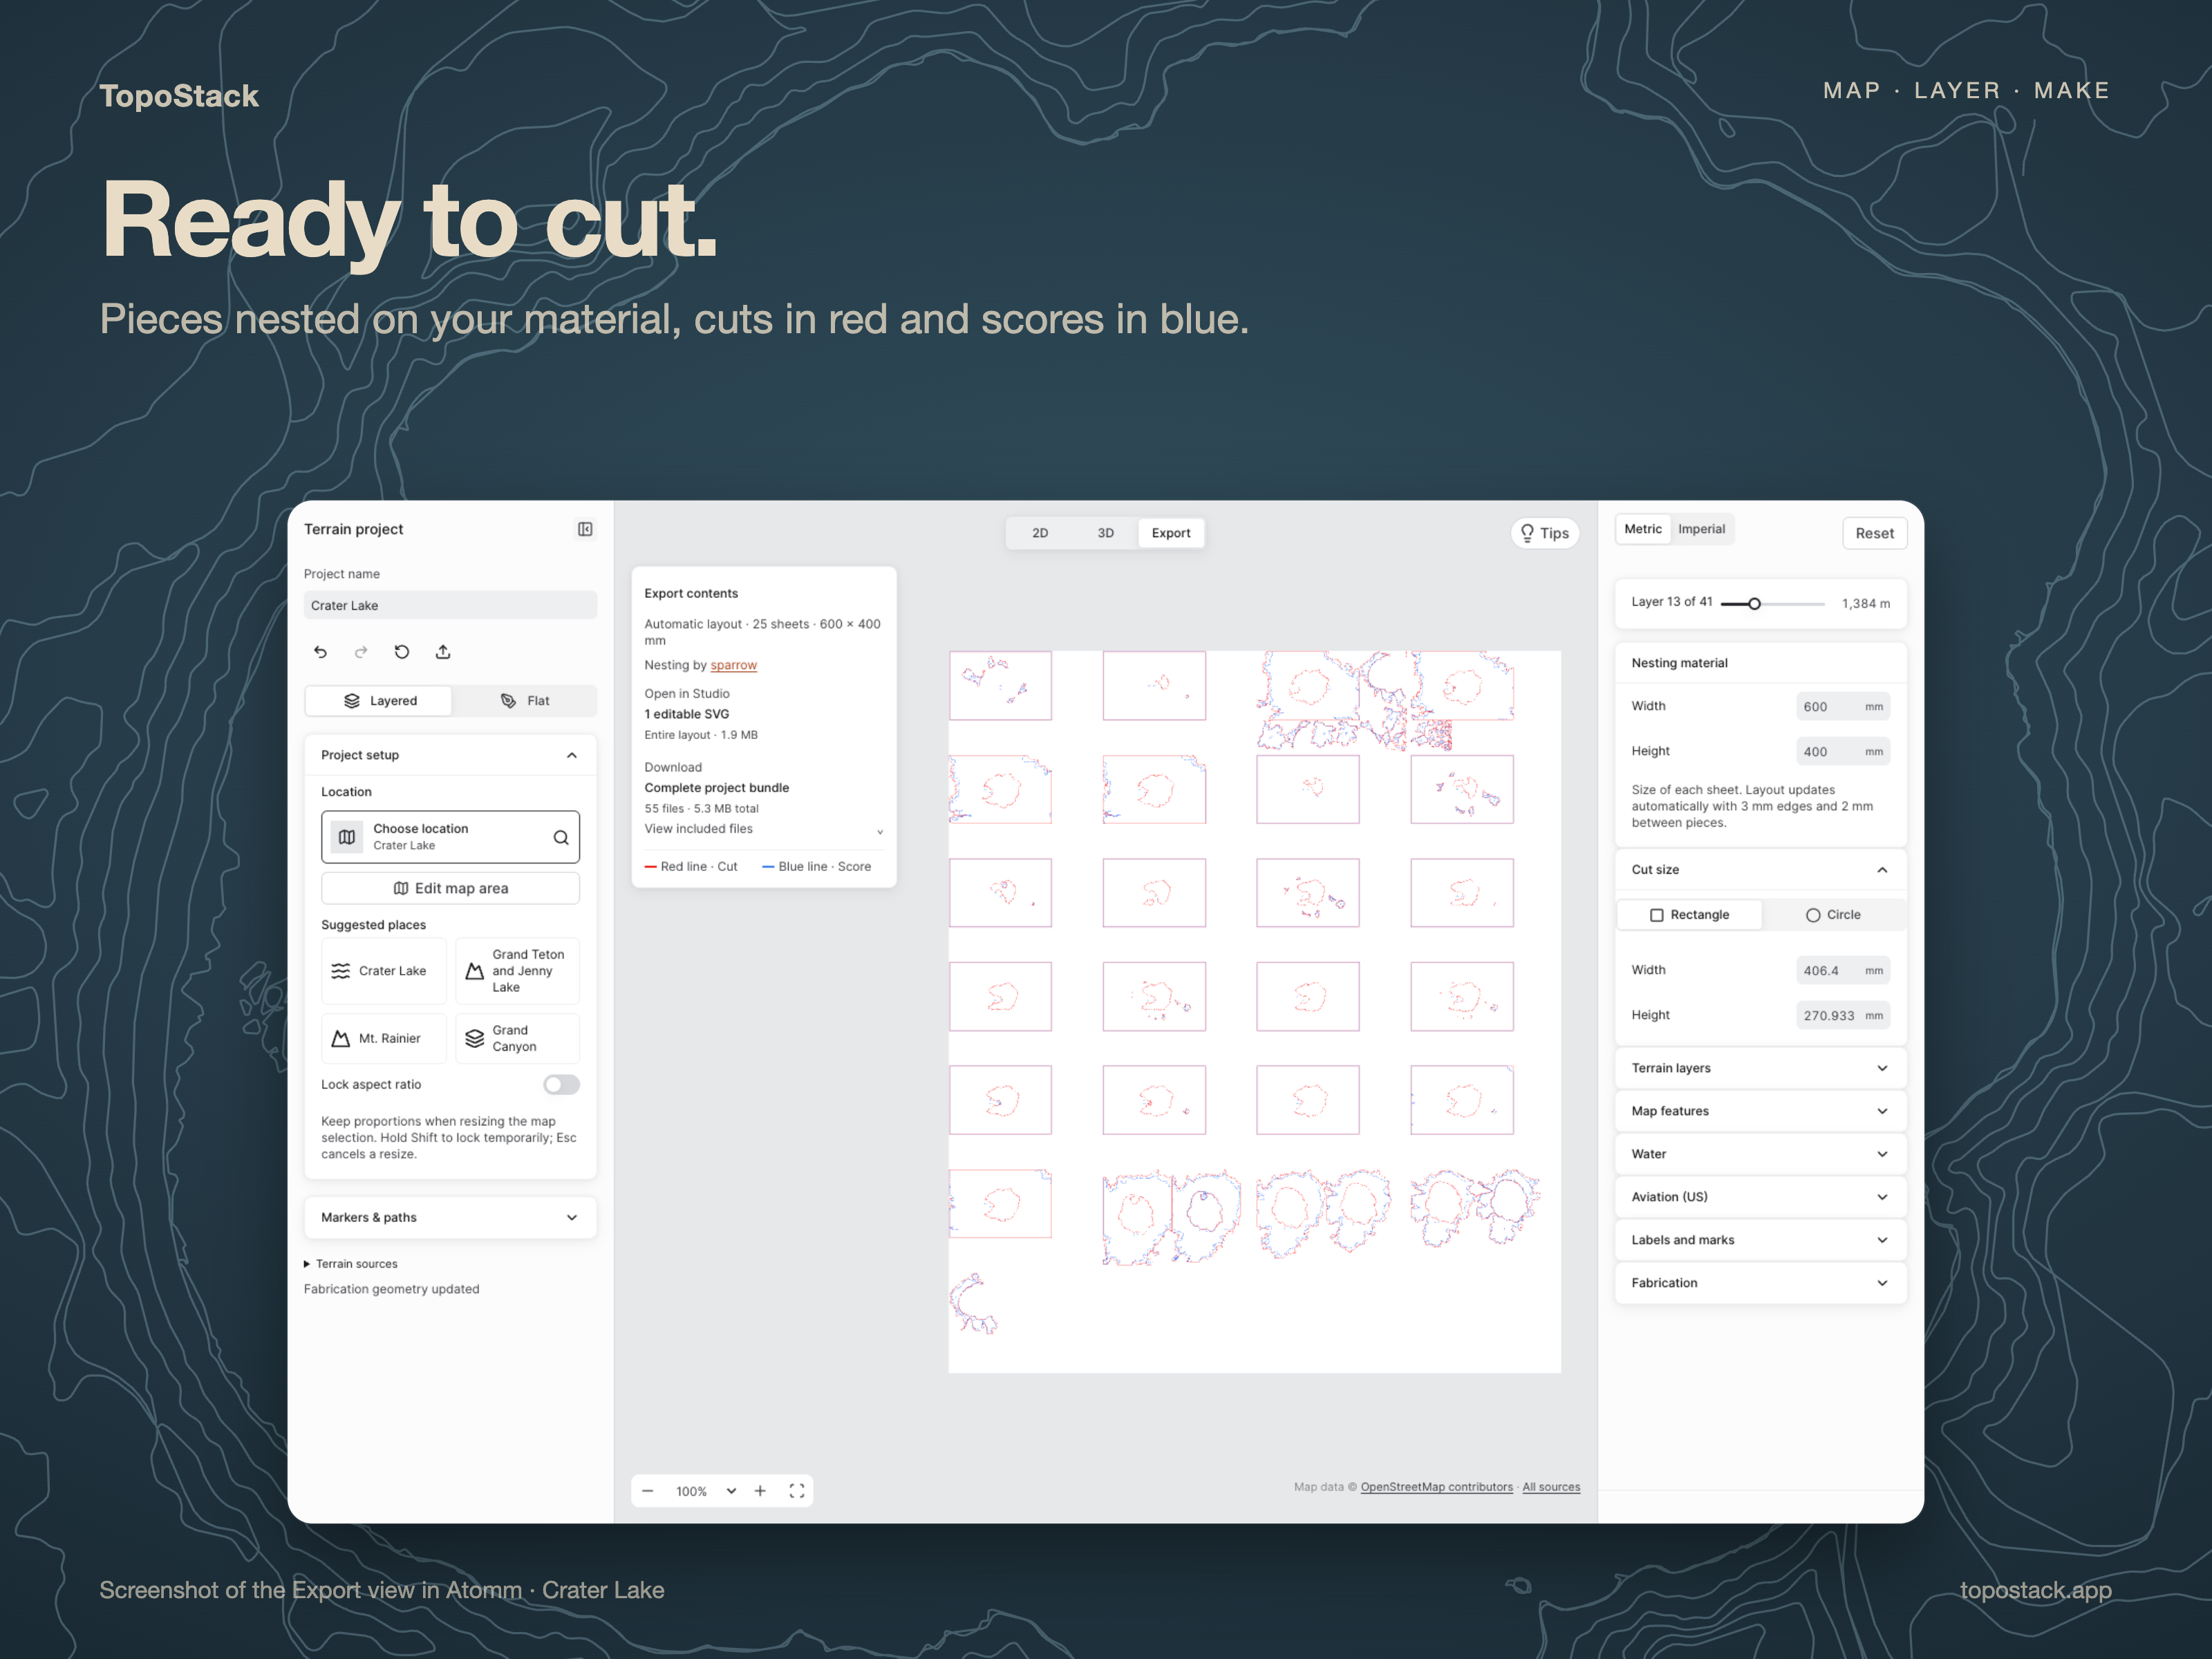 TopoStack
MAP · LAYER · MAKE
Ready to cut.
Pieces nested on your material, cuts in red and scores in blue.
Terrain project
Project name
Crater Lake
Layered
Flat
Project setup
Location
Choose location
Crater Lake
Edit map area
Suggested places
Crater Lake
Grand Teton
and Jenny
Lake
Mt. Rainier
Grand
Canyon
Lock aspect ratio
Keep proportions when resizing the map
selection. Hold Shift to lock temporarily; Esc
cancels a resize.
Markers & paths
Terrain sources
Fabrication geometry updated
2D
3D
Export
Tips
Export contents
Automatic layout · 25 sheets · 600 × 400
mm
Nesting by sparrow
Open in Studio
1 editable SVG
Entire layout · 1.9 MB
Download
Complete project bundle
55 files · 5.3 MB total
View included files
Red line · Cut
Blue line · Score
100%
Map data © OpenStreetMap contributors · All sources
Metric
Imperial
Reset
Layer 13 of 41
1,384 m
Nesting material
Width
600 mm
Height
400 mm
Size of each sheet. Layout updates
automatically with 3 mm edges and 2 mm
between pieces.
Cut size
Rectangle
Circle
Width
406.4 mm
Height
270.933 mm
Terrain layers
Map features
Water
Aviation (US)
Labels and marks
Fabrication
Screenshot of the Export view in Atomm · Crater Lake
topostack.app